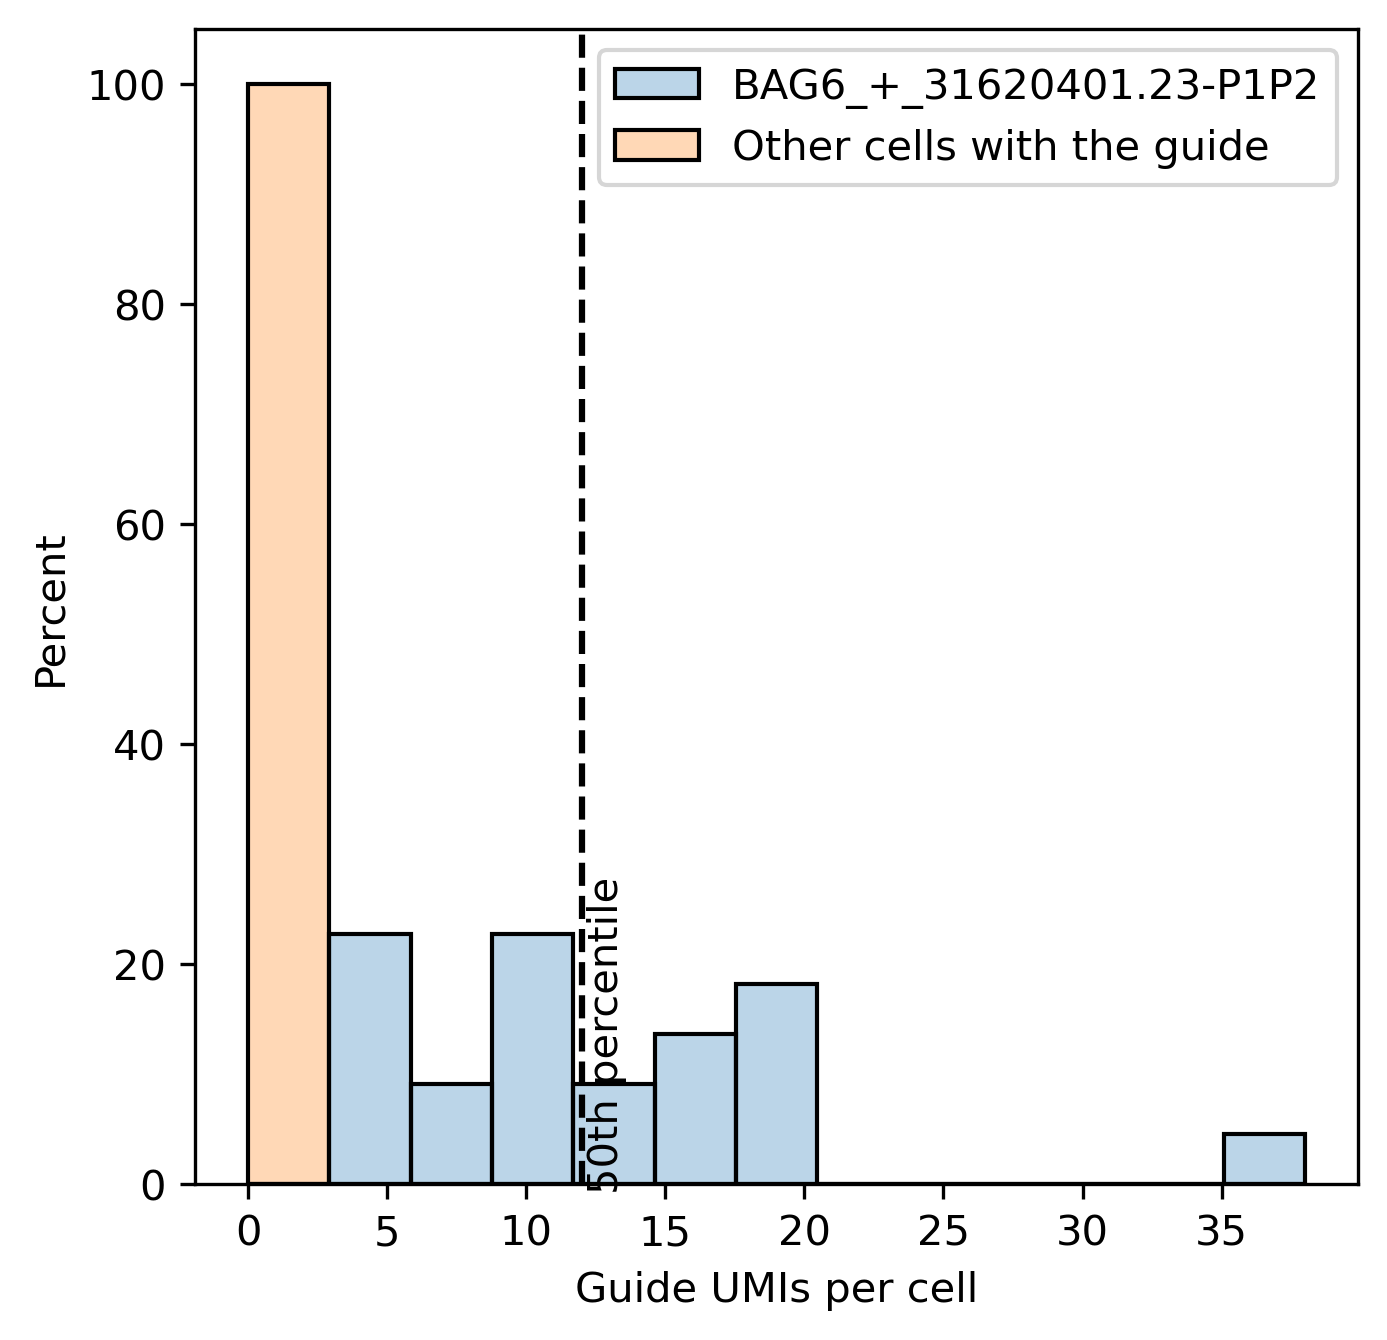 BAG6_+_31620401.23-P1P2
Other cells with the guide
100
80
60
40
20
0
Percent
50th percentile
0 5 10 15 20 25 30 35
Guide UMIs per cell